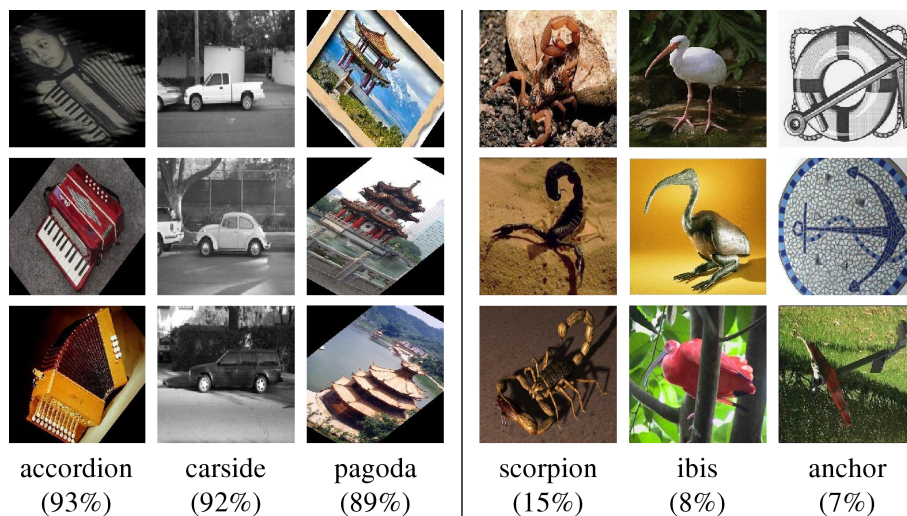 accordion carside pagoda scorpion ibis anchor
(93%) (92%) (89%) (15%) (8%) (7%)